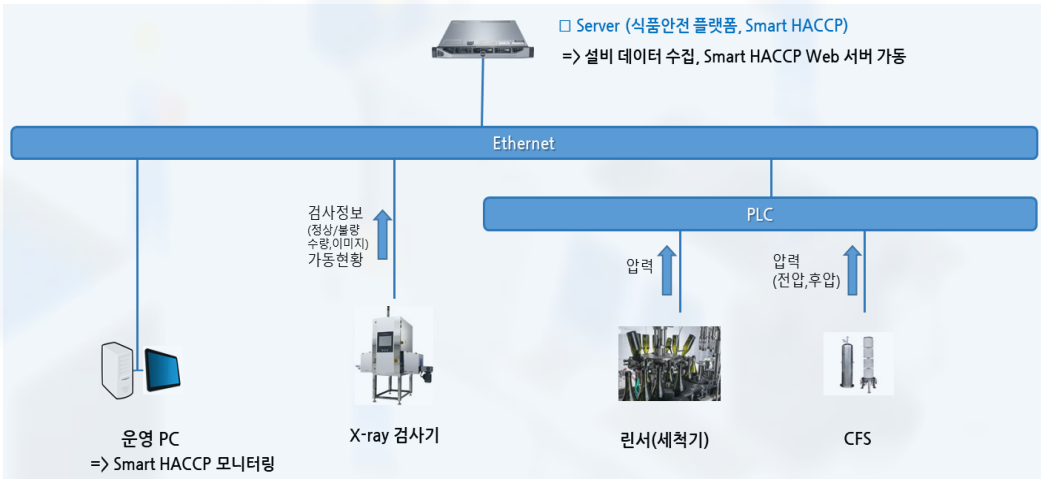 □ Server (식품안전 플랫폼, Smart HACCP)
=> 설비 데이터 수집, Smart HACCP Web 서버 가동
Ethernet
PLC
검사정보
(정상/불량
수량,이미지)
가동현황
압력
압력
(전압,후압)
운영 PC
=> Smart HACCP 모니터링
X-ray 검사기
린서(세척기)
CFS